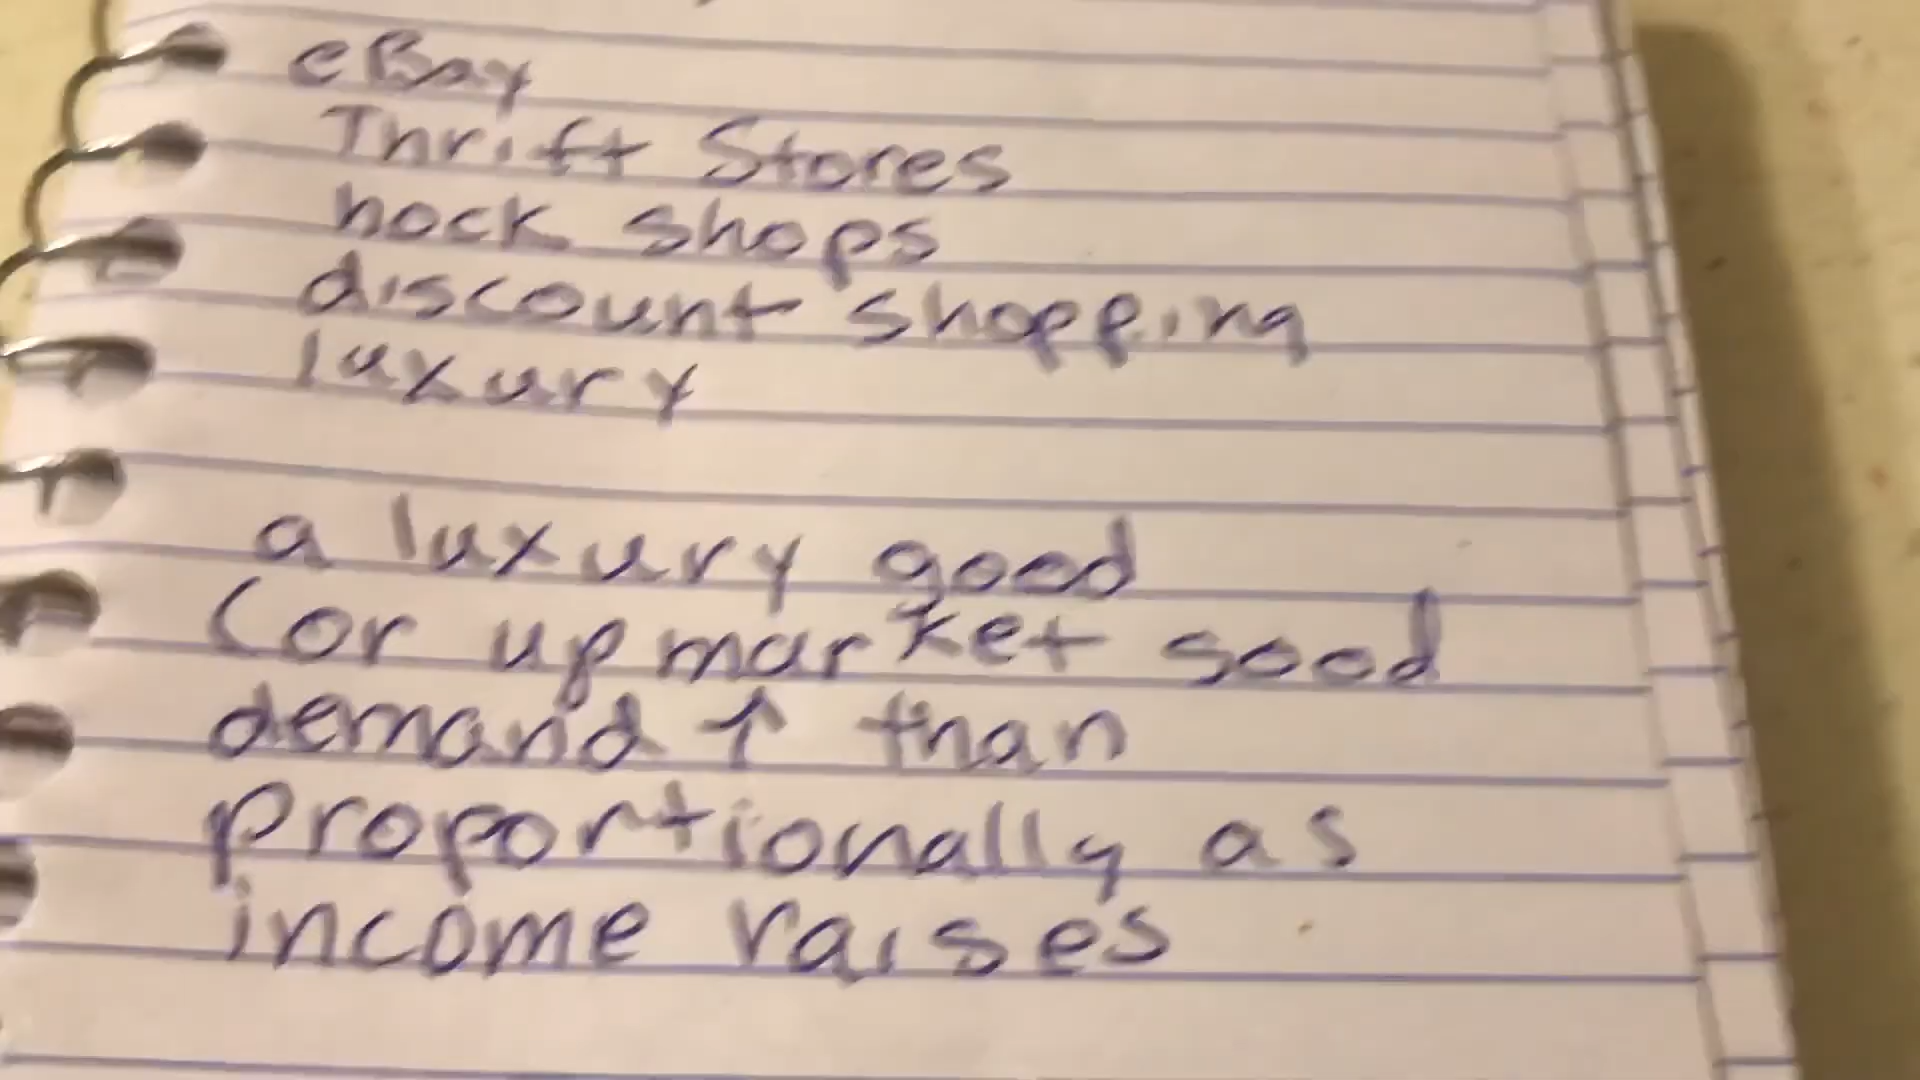 eBay
Thrift Stores
hock shops
discount shopping
luxury
a luxury good
(or upmarket good
demand ↑ than
proportionally as
income raises